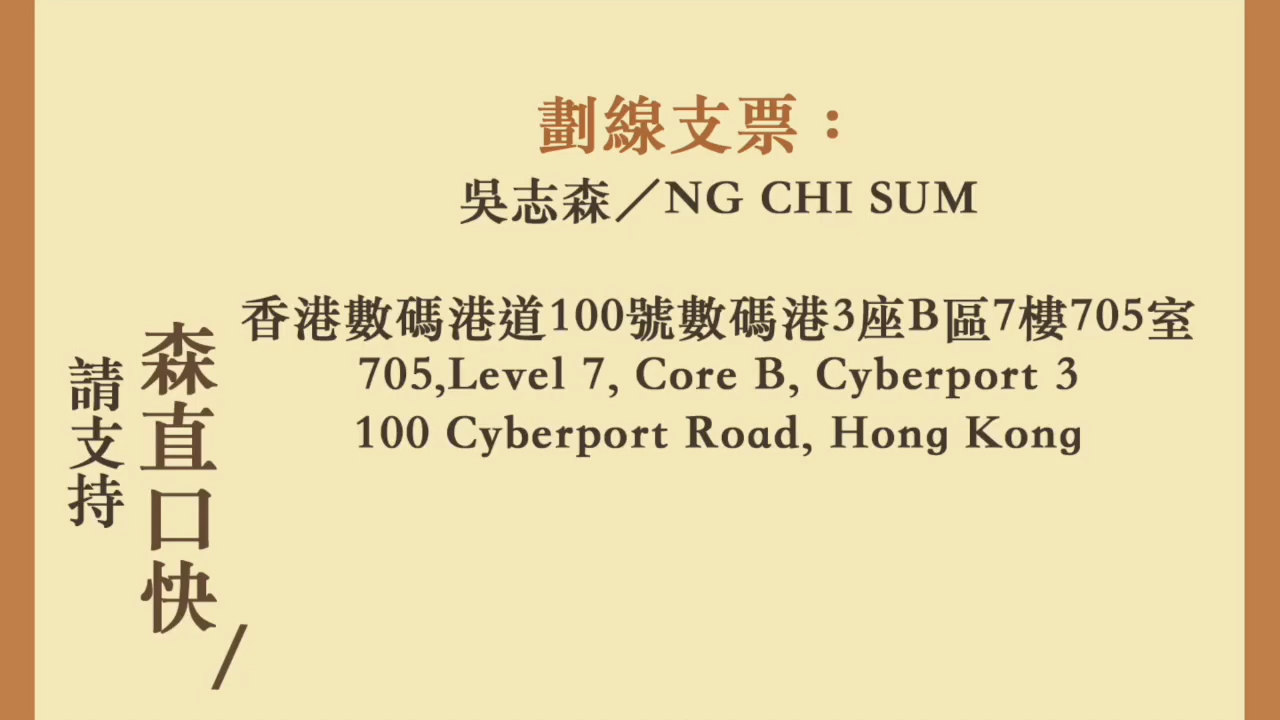 劃線支票：
吳志森／NG CHI SUM
香港數碼港道100號數碼港3座B區7樓705室
705,Level 7, Core B, Cyberport 3
100 Cyberport Road, Hong Kong
森直口快/
請支持